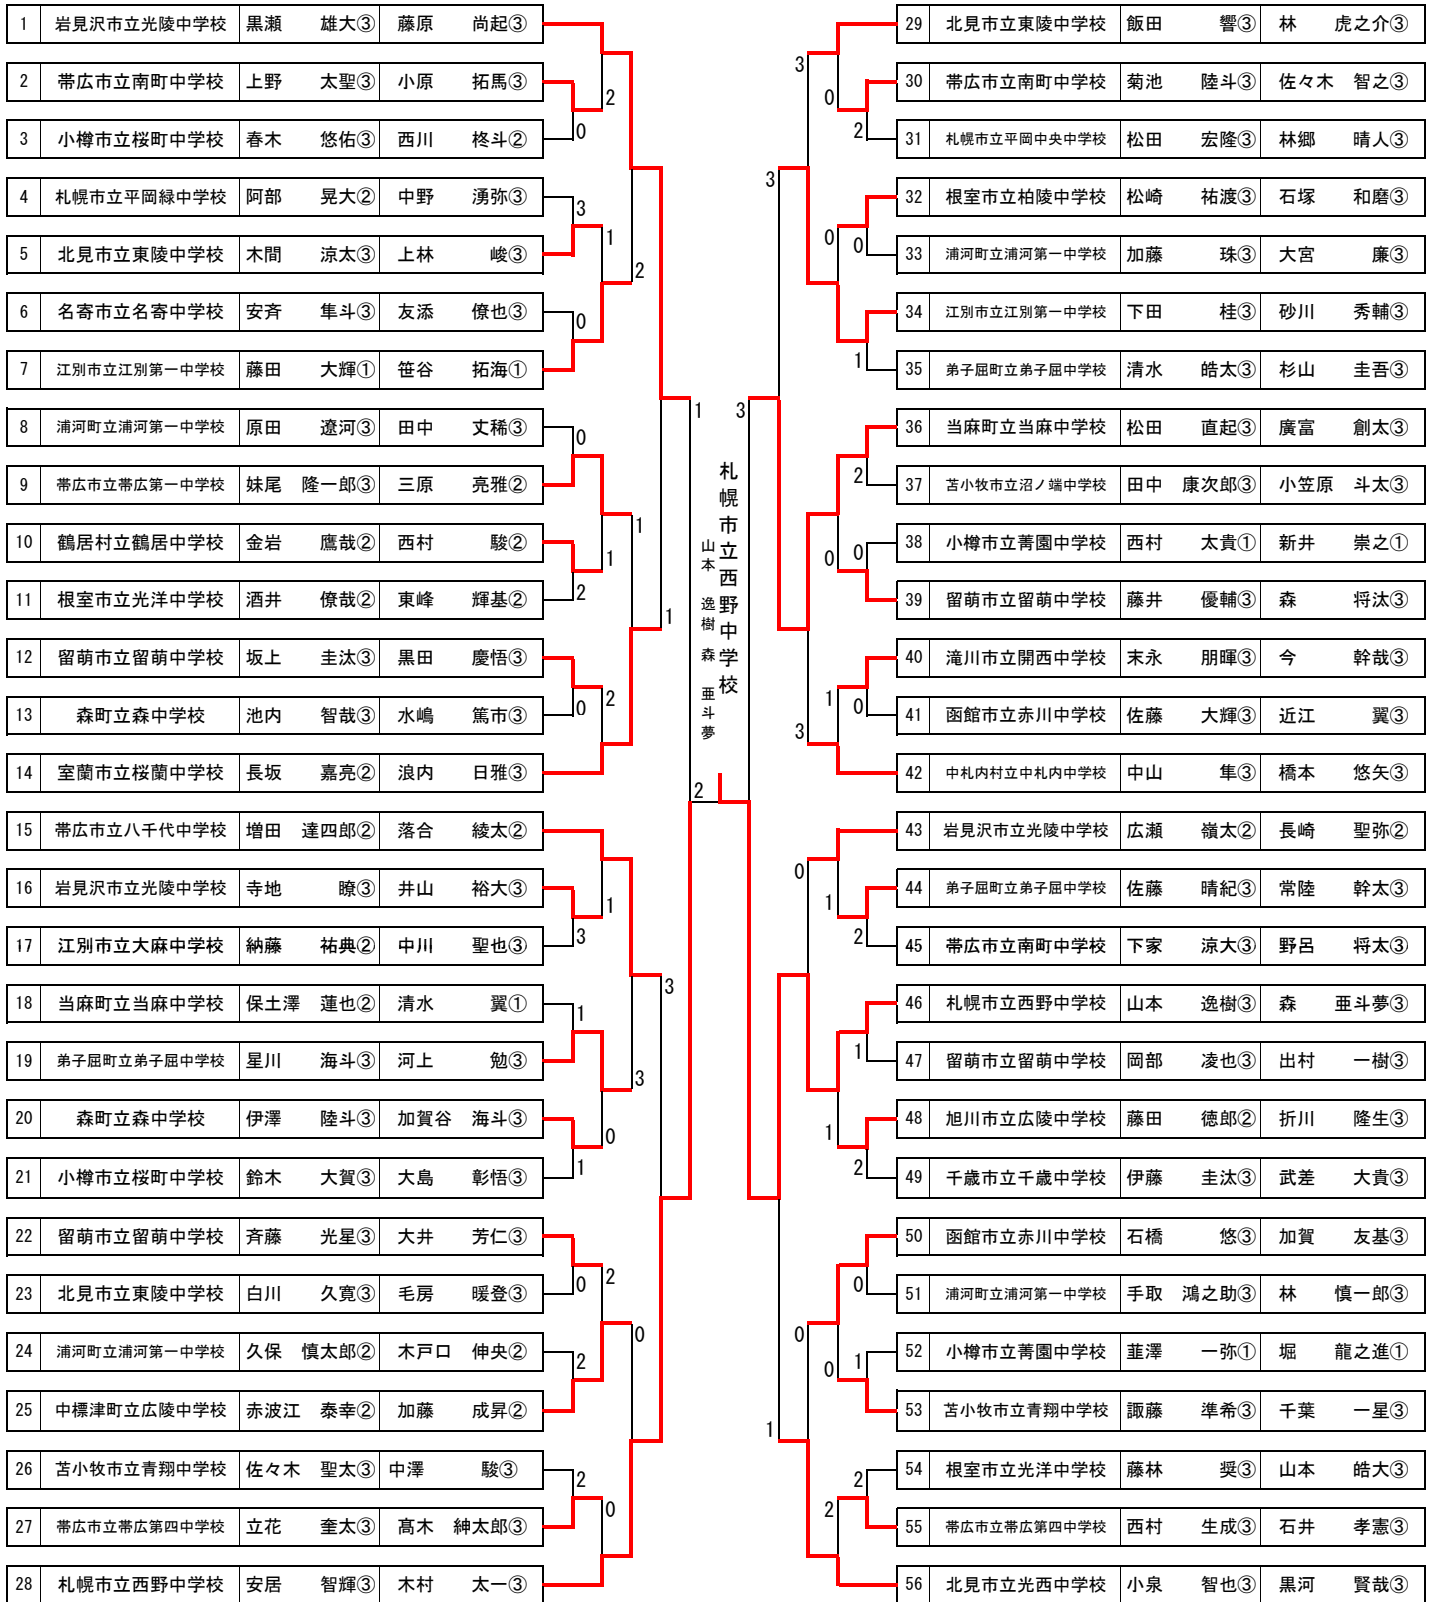 1 岩見沢市立光陵中学校 黒瀬 雄大③ 藤原 尚起③
2 帯広市立南町中学校 上野 太聖③ 小原 拓馬③
3 小樽市立桜町中学校 春木 悠佑③ 西川 柊斗②
4 札幌市立平岡緑中学校 阿部 晃大② 中野 湧弥③
5 北見市立東陵中学校 木間 涼太③ 上林 峻③
6 名寄市立名寄中学校 安斉 隼斗③ 友添 僚也③
7 江別市立江別第一中学校 藤田 大輝① 笹谷 拓海①
8 浦河町立浦河第一中学校 原田 遼河③ 田中 丈稀③
9 帯広市立帯広第一中学校 妹尾 隆一郎③ 三原 亮雅②
10 鶴居村立鶴居中学校 金岩 鷹哉② 西村 駿②
11 根室市立光洋中学校 酒井 僚哉② 東峰 輝基②
12 留萌市立留萌中学校 坂上 圭汰③ 黒田 慶悟③
13 森町立森中学校 池内 智哉③ 水嶋 篤市③
14 室蘭市立桜蘭中学校 長坂 嘉亮② 浪内 日雅③
15 帯広市立八千代中学校 増田 達四郎② 落合 綾太②
16 岩見沢市立光陵中学校 寺地 瞭③ 井山 裕大③
17 江別市立大麻中学校 納藤 祐典② 中川 聖也③
18 当麻町立当麻中学校 保土澤 蓮也② 清水 翼①
19 弟子屈町立弟子屈中学校 星川 海斗③ 河上 勉③
20 森町立森中学校 伊澤 陸斗③ 加賀谷 海斗③
21 小樽市立桜町中学校 鈴木 大賀③ 大島 彰悟③
22 留萌市立留萌中学校 斉藤 光星③ 大井 芳仁③
23 北見市立東陵中学校 白川 久寛③ 毛房 暖登③
24 浦河町立浦河第一中学校 久保 慎太郎② 木戸口 伸央②
25 中標津町立広陵中学校 赤波江 泰幸② 加藤 成昇②
26 苫小牧市立青翔中学校 佐々木 聖太③ 中澤 駿③
27 帯広市立帯広第四中学校 立花 奎太③ 髙木 紳太郎③
28 札幌市立西野中学校 安居 智輝③ 木村 太一③
2
0
3
1
2
0
1
0
1
1
2
1
2
0
2
1
3
3
1
3
0
1
2
0
0
2
2
0
札幌市立西野中学校
山本 逸樹 森 亜斗夢
3
3
0
2
3
0
0
1
3
2
0
0
1
0
3
0
1
2
1
1
2
0
0
0
1
1
2
2
29 北見市立東陵中学校 飯田 響③ 林 虎之介③
30 帯広市立南町中学校 菊池 陸斗③ 佐々木 智之③
31 札幌市立平岡中央中学校 松田 宏隆③ 林郷 晴人③
32 根室市立柏陵中学校 松崎 祐渡③ 石塚 和磨③
33 浦河町立浦河第一中学校 加藤 珠③ 大宮 廉③
34 江別市立江別第一中学校 下田 桂③ 砂川 秀輔③
35 弟子屈町立弟子屈中学校 清水 皓太③ 杉山 圭吾③
36 当麻町立当麻中学校 松田 直起③ 廣富 創太③
37 苫小牧市立沼ノ端中学校 田中 康次郎③ 小笠原 斗太③
38 小樽市立菁園中学校 西村 太貴① 新井 崇之①
39 留萌市立留萌中学校 藤井 優輔③ 森 将汰③
40 滝川市立開西中学校 末永 朋暉③ 今 幹哉③
41 函館市立赤川中学校 佐藤 大輝③ 近江 翼③
42 中札内村立中札内中学校 中山 隼③ 橋本 悠矢③
43 岩見沢市立光陵中学校 広瀬 嶺太② 長崎 聖弥②
44 弟子屈町立弟子屈中学校 佐藤 晴紀③ 常陸 幹太③
45 帯広市立南町中学校 下家 涼大③ 野呂 将太③
46 札幌市立西野中学校 山本 逸樹③ 森 亜斗夢③
47 留萌市立留萌中学校 岡部 凌也③ 出村 一樹③
48 旭川市立広陵中学校 藤田 徳郎② 折川 隆生③
49 千歳市立千歳中学校 伊藤 圭汰③ 武差 大貴③
50 函館市立赤川中学校 石橋 悠③ 加賀 友基③
51 浦河町立浦河第一中学校 手取 鴻之助③ 林 慎一郎③
52 小樽市立菁園中学校 韮澤 一弥① 堀 龍之進①
53 苫小牧市立青翔中学校 諏藤 準希③ 千葉 一星③
54 根室市立光洋中学校 藤林 奨③ 山本 皓大③
55 帯広市立帯広第四中学校 西村 生成③ 石井 孝憲③
56 北見市立光西中学校 小泉 智也③ 黒河 賢哉③